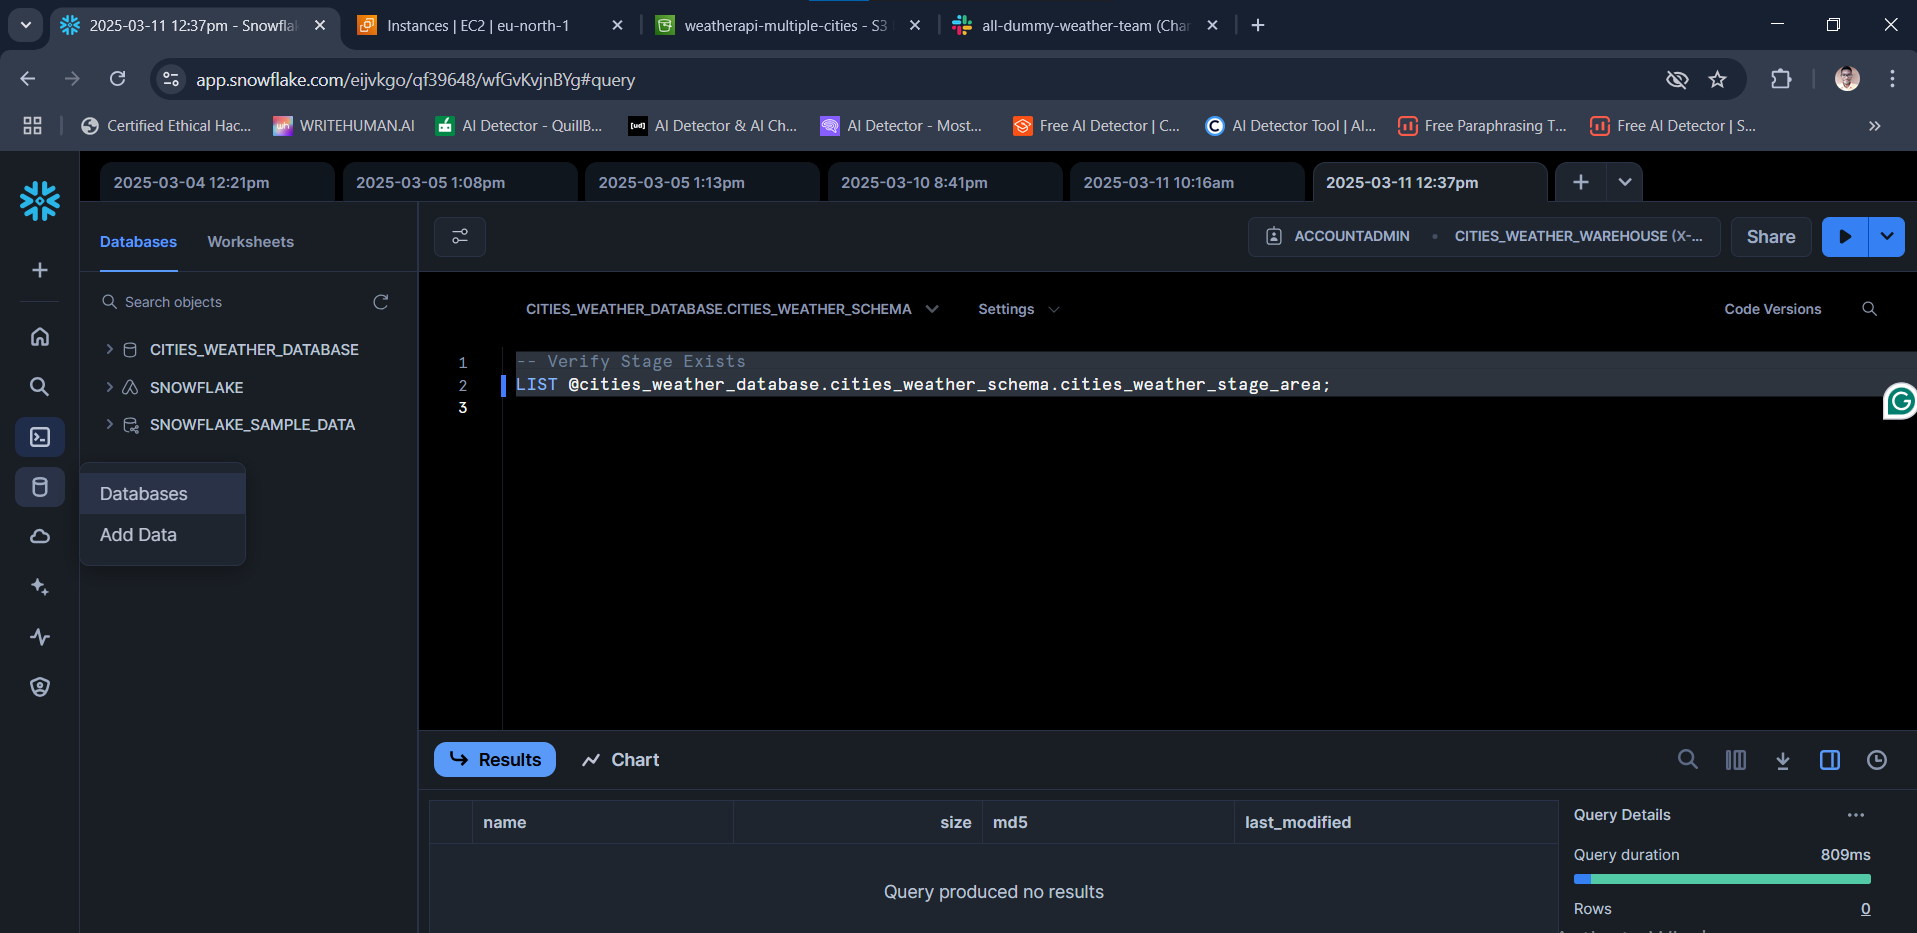 2025-03-11 12:37pm - Snowfla
Instances | EC2 | eu-north-1
weatherapi-multiple-cities - S3
all-dummy-weather-team (Chan
app.snowflake.com/eijvkgo/qf39648/wfGvKvjnBYg#query
Certified Ethical Hac...
WRITEHUMAN.AI
AI Detector - QuillB...
AI Detector & AI Ch...
AI Detector - Most...
Free AI Detector | C...
AI Detector Tool | AI...
Free Paraphrasing T...
Free AI Detector | S...
2025-03-04 12:21pm
2025-03-05 1:08pm
2025-03-05 1:13pm
2025-03-10 8:41pm
2025-03-11 10:16am
2025-03-11 12:37pm
Databases
Worksheets
ACCOUNTADMIN
CITIES_WEATHER_WAREHOUSE (X-...
Share
Search objects
CITIES_WEATHER_DATABASE.CITIES_WEATHER_SCHEMA
Settings
Code Versions
CITIES_WEATHER_DATABASE
SNOWFLAKE
SNOWFLAKE_SAMPLE_DATA
Databases
Add Data
1 -- Verify Stage Exists
2 LIST @cities_weather_database.cities_weather_schema.cities_weather_stage_area;
3
Results
Chart
name
size
md5
last_modified
Query produced no results
Query Details
Query duration
809ms
Rows
0